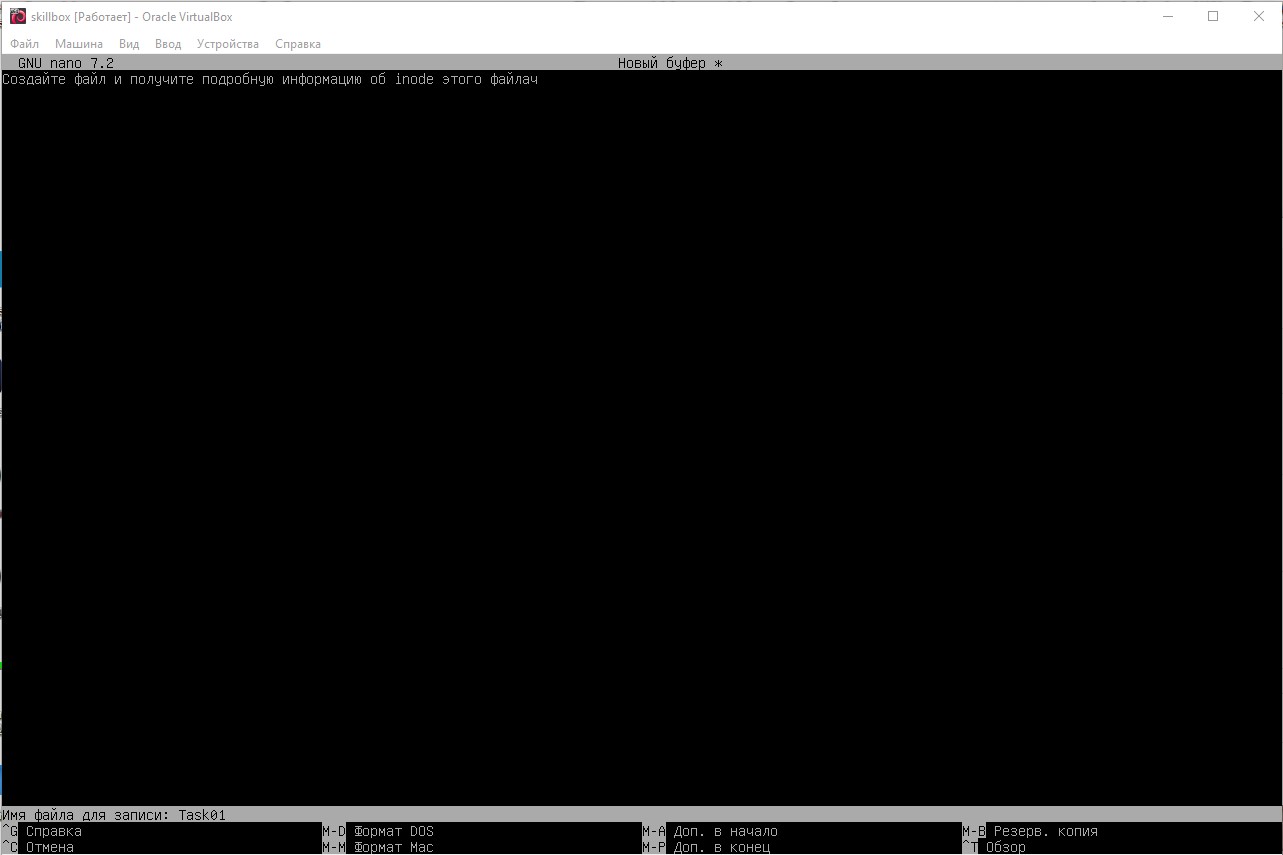 skillbox [Работает] - Oracle VirtualBox
Файл Машина Вид Ввод Устройства Справка
GNU nano 7.2 Новый буфер *
Создайте файл и получите подробную информацию об inode этого файлач
Имя файла для записи: Task01
^G Справка M-D Формат DOS M-A Доп. в начало M-B Резерв. копия
^C Отмена M-M Формат Mac M-P Доп. в конец ^T Обзор